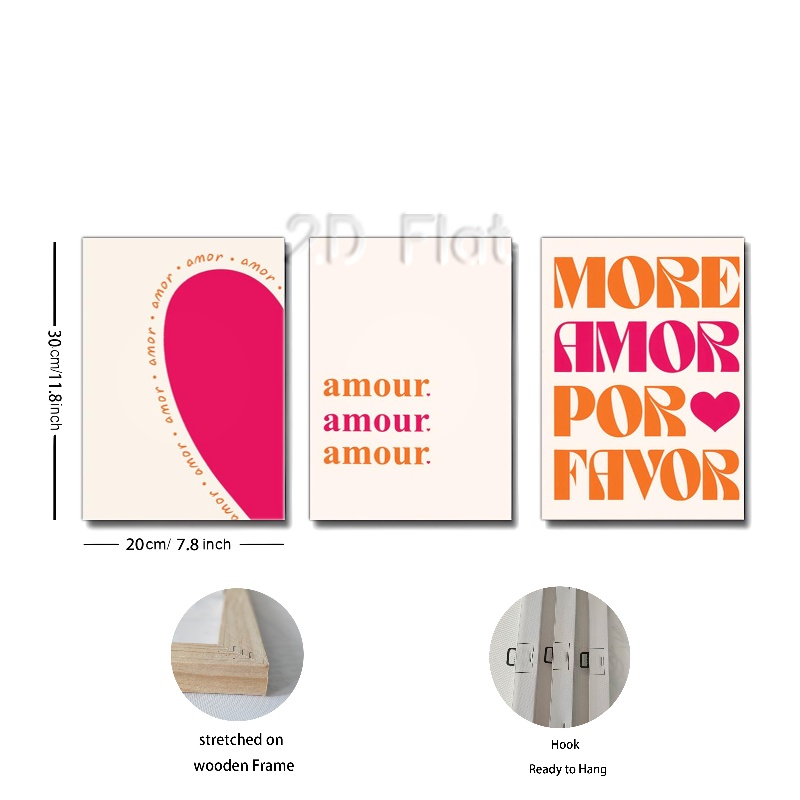 2D Flat
amor • amor • amor • amor • amor • amor • amor •
amour.
amour.
amour.
MORE
AMOR
POR ♥
FAVOR
30cm/11.8inch
20cm/ 7.8 inch
stretched on
wooden Frame
Hook
Ready to Hang